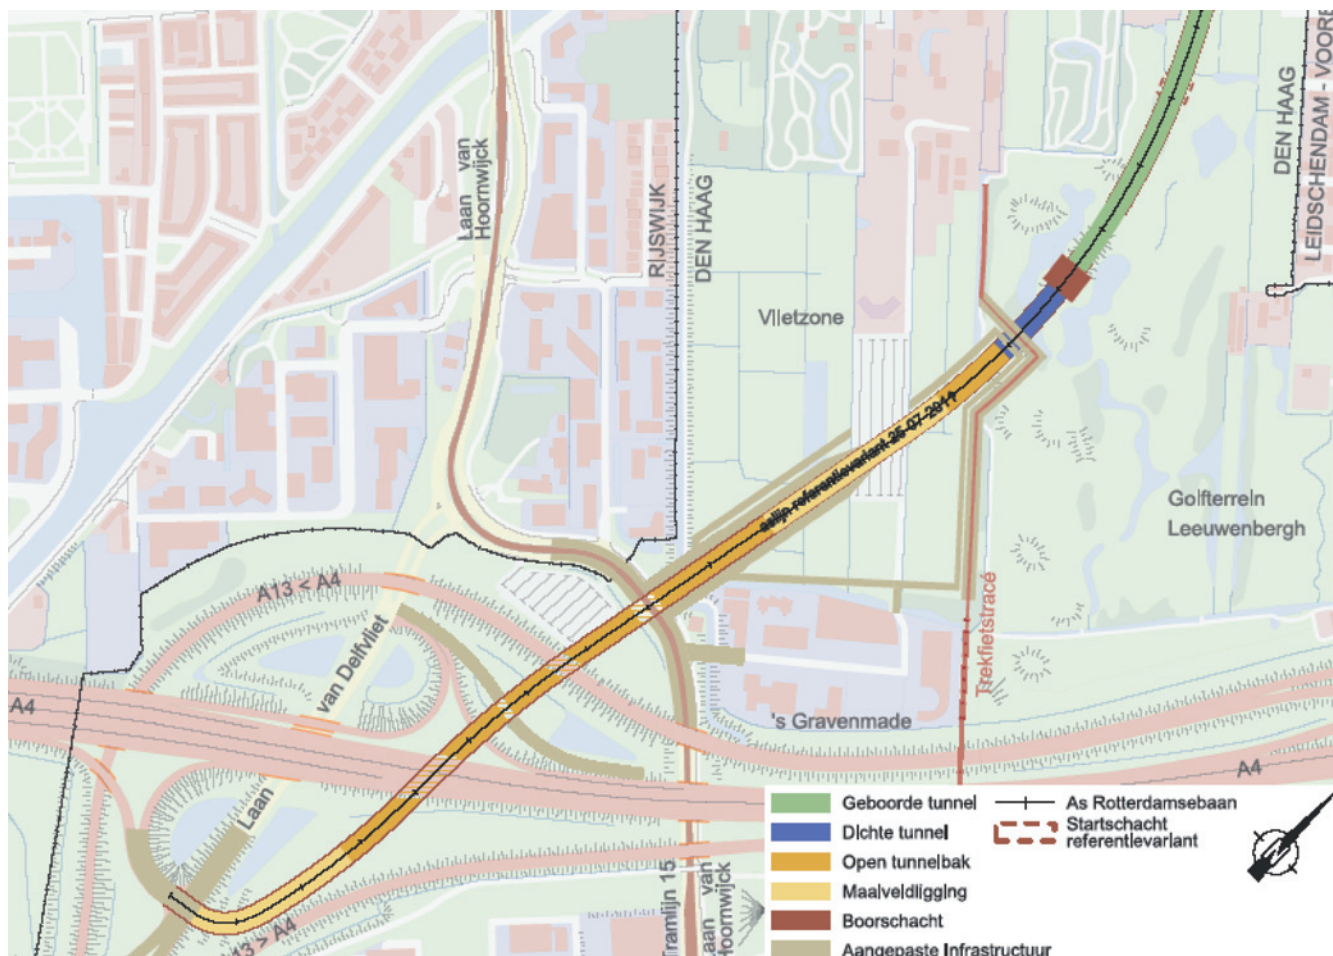 Laan van
Hoornwijck
RIJSWIJK
DEN HAAG
DEN HAAG
LEIDSCHENDAM - VOORB
Vlietzone
aslijn referentievariant 25-07-2011
Golfterrein
Leeuwenbergh
A13 < A4
van Delfvliet
Laan
A4
Trekfietstracé
's Gravenmade
A4
13 > A4
Tramlijn 15
Laan van
Hoornwijck
Geboorde tunnel
Dichte tunnel
Open tunnelbak
Maaiveldligging
Boorschacht
Aangepaste Infrastructuur
As Rotterdamsebaan
Startschacht
referentievariant